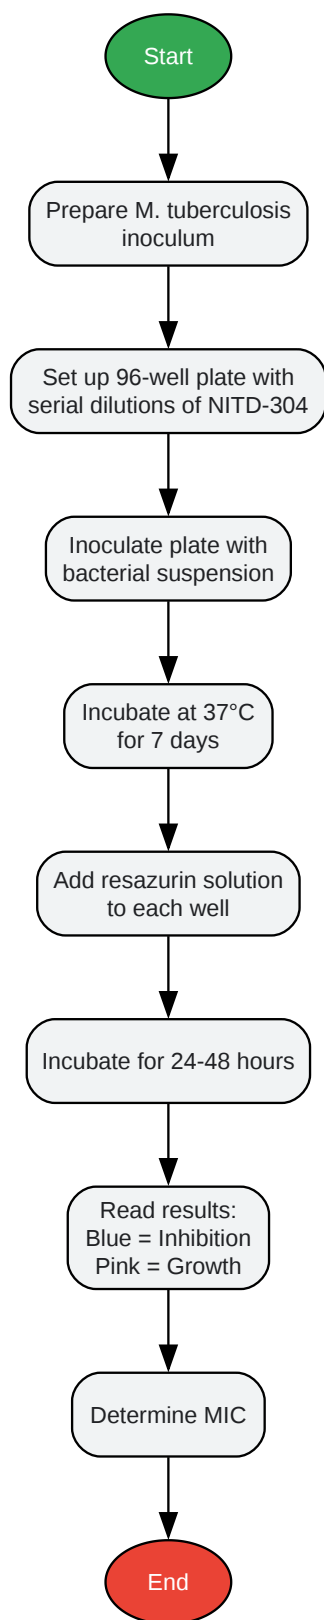 Start
Prepare M. tuberculosis
inoculum
Set up 96-well plate with
serial dilutions of NITD-304
Inoculate plate with
bacterial suspension
Incubate at 37°C
for 7 days
Add resazurin solution
to each well
Incubate for 24-48 hours
Read results:
Blue = Inhibition
Pink = Growth
Determine MIC
End